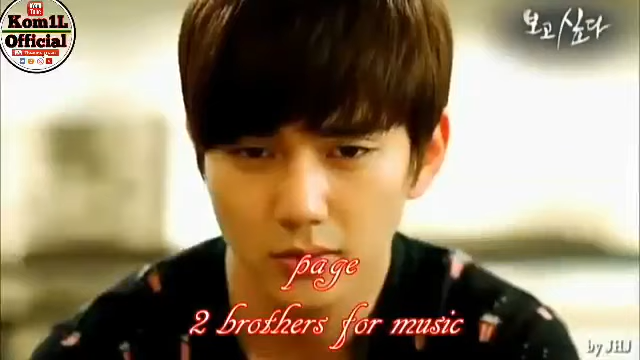 Kom1L
Official
보고싶다
page
2 brothers for music
by JHJ